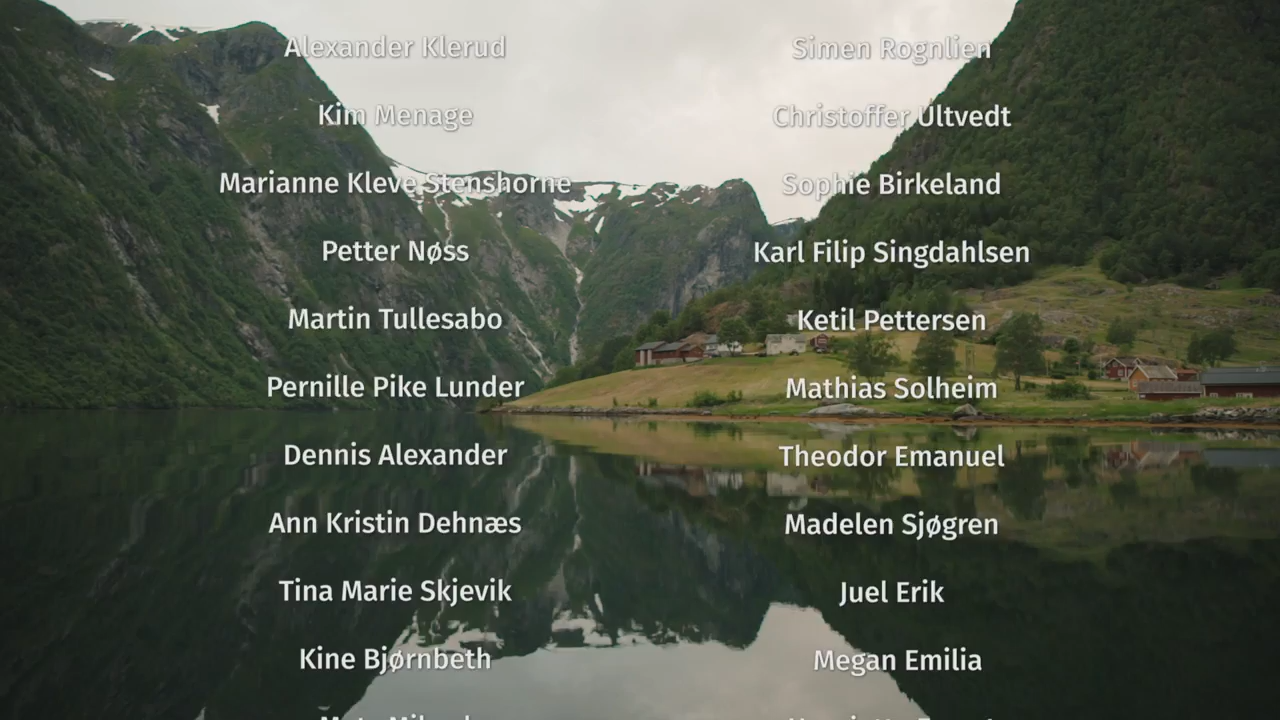 Alexander Klerud
Simen Rognlien
Kim Menage
Christoffer Ultvedt
Marianne Kleve Stenshorne
Sophie Birkeland
Petter Nøss
Karl Filip Singdahlsen
Martin Tullesabo
Ketil Pettersen
Pernille Pike Lunder
Mathias Solheim
Dennis Alexander
Theodor Emanuel
Ann Kristin Dehnæs
Madelen Sjøgren
Tina Marie Skjevik
Juel Erik
Kine Bjørnbeth
Megan Emilia